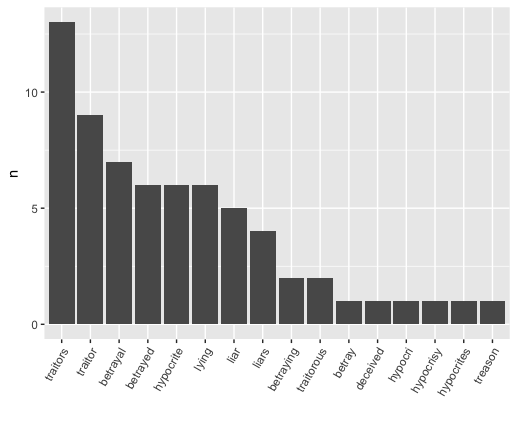 10
n
5
0
traitors
traitor
betrayal
betrayed
hypocrite
lying
liar
liars
betraying
traitorous
betray
deceived
hypocri
hypocrisy
hypocrites
treason